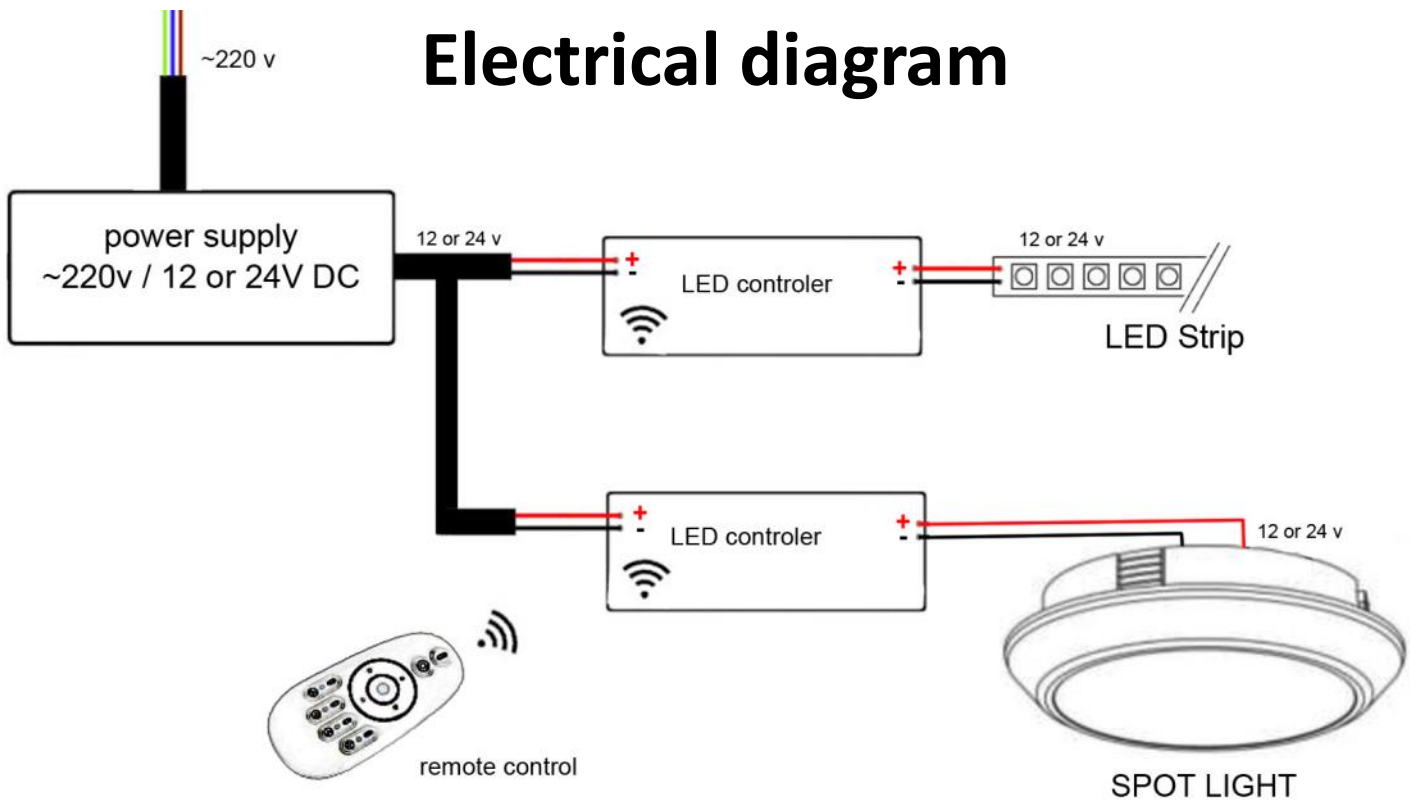 Electrical diagram
~220 v
power supply
~220v / 12 or 24V DC
12 or 24 v
+
-
LED controler
+
-
12 or 24 v
LED Strip
+
-
LED controler
+
-
12 or 24 v
remote control
SPOT LIGHT